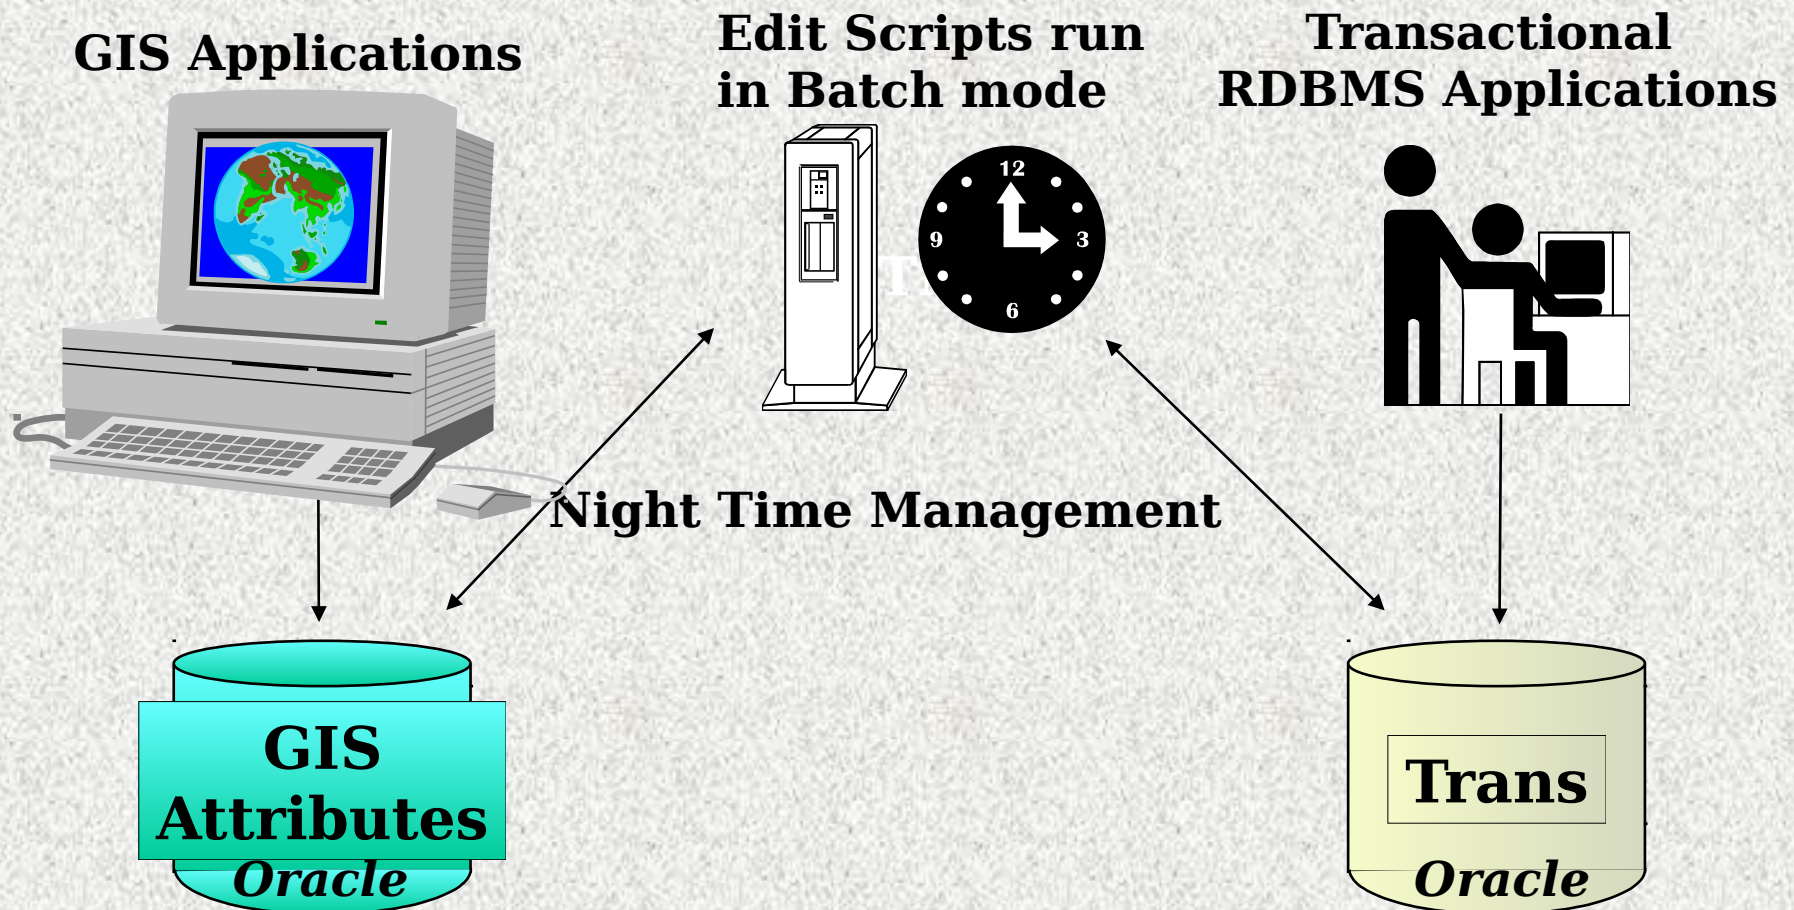 GIS Applications
Edit Scripts run
in Batch mode
Transactional
RDBMS Applications
12
9
3
6
T
Night Time Management
GIS
Attributes
Oracle
Trans
Oracle